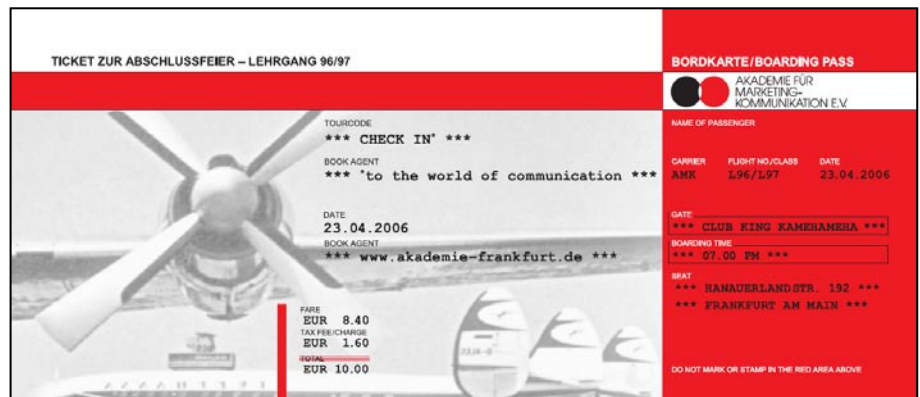 TICKET ZUR ABSCHLUSSFEIER – LEHRGANG 96/97
TOURCODE
*** CHECK IN* ***
BOOK AGENT
*** *to the world of communication ***
DATE
23.04.2006
BOOK AGENT
*** www.akademie-frankfurt.de ***
FARE
EUR 8.40
TAX FEE/CHARGE
EUR 1.60
TOTAL
EUR 10.00
BORDKARTE/BOARDING PASS
AKADEMIE FÜR
MARKETING-
KOMMUNIKATION E.V.
NAME OF PASSENGER
CARRIER FLIGHT NO./CLASS DATE
AMK L96/L97 23.04.2006
GATE
*** CLUB KING KAMEHAMEHA ***
BOARDING TIME
*** 07.00 PM ***
SEAT
*** HANAUERLANDSTR. 192 ***
*** FRANKFURT AM MAIN ***
DO NOT MARK OR STAMP IN THE RED AREA ABOVE